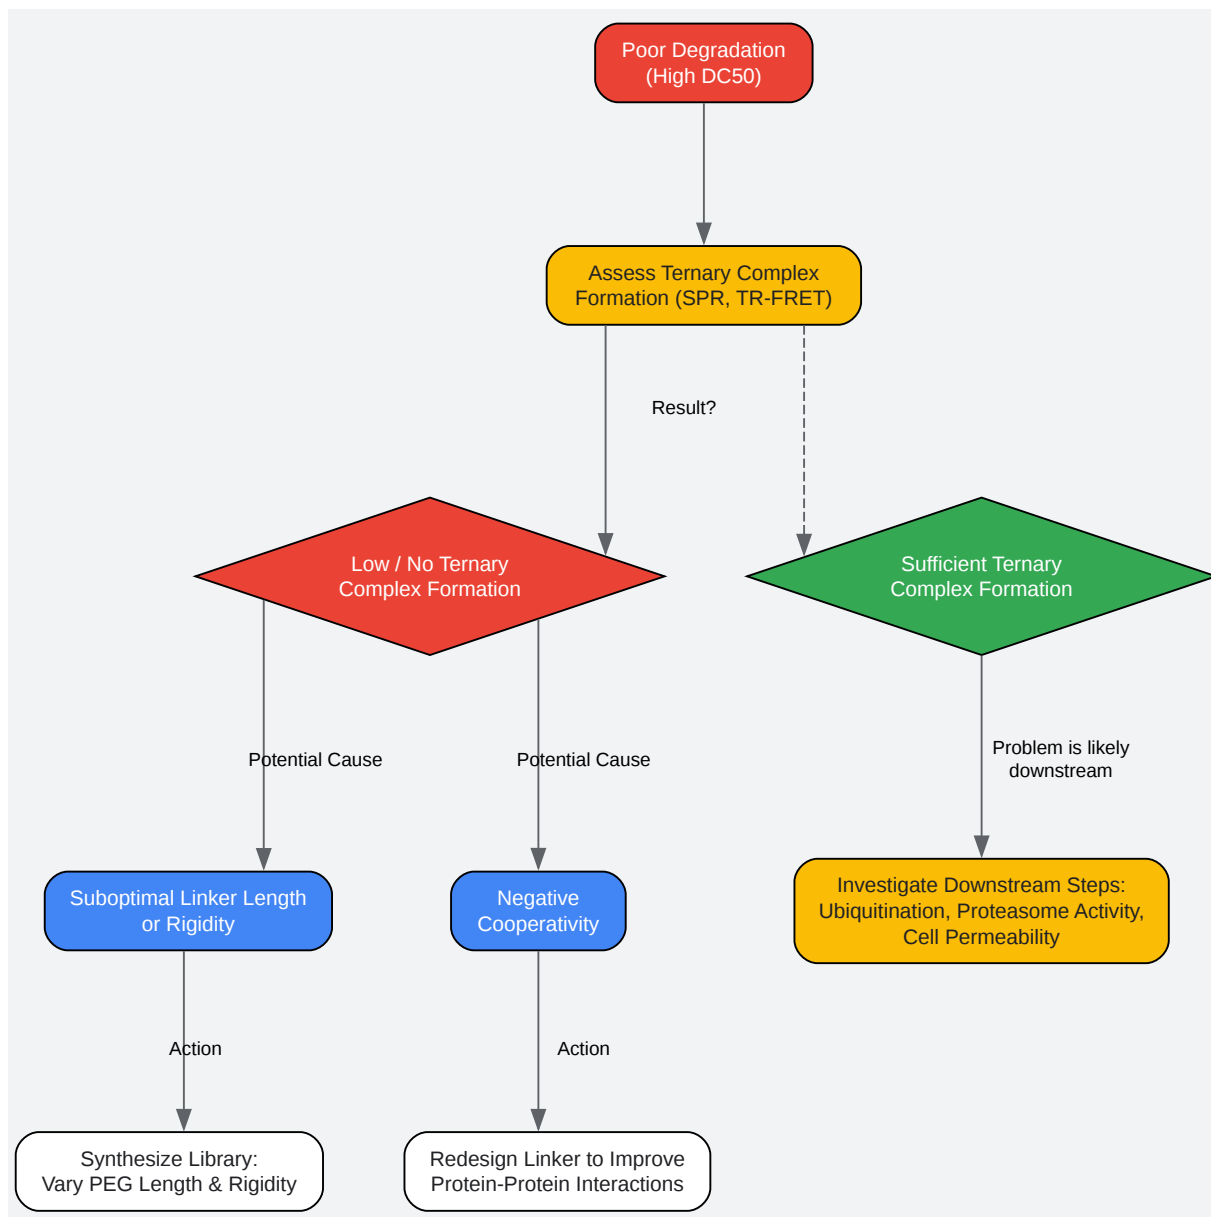 Poor Degradation
(High DC50)
Assess Ternary Complex
Formation (SPR, TR-FRET)
Result?
Low / No Ternary
Complex Formation
Sufficient Ternary
Complex Formation
Potential Cause
Potential Cause
Problem is likely
downstream
Suboptimal Linker Length
or Rigidity
Negative
Cooperativity
Investigate Downstream Steps:
Ubiquitination, Proteasome Activity,
Cell Permeability
Action
Action
Synthesize Library:
Vary PEG Length & Rigidity
Redesign Linker to Improve
Protein-Protein Interactions